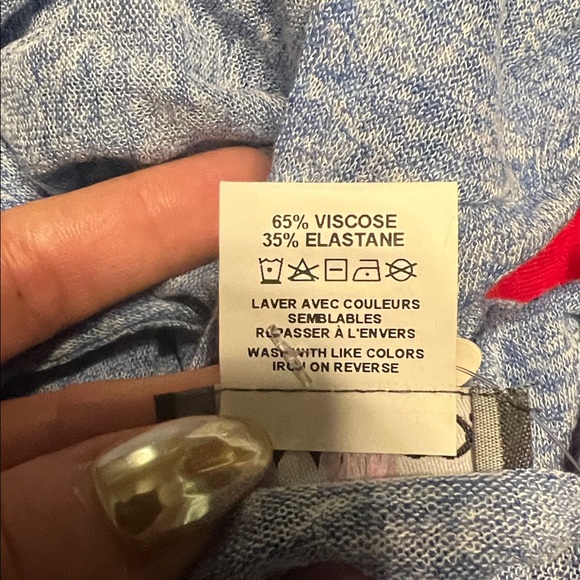 65% VISCOSE
35% ELASTANE
LAVER AVEC COULEURS
SEMBLABLES
REPASSER À L'ENVERS
WASH WITH LIKE COLORS
IRON ON REVERSE